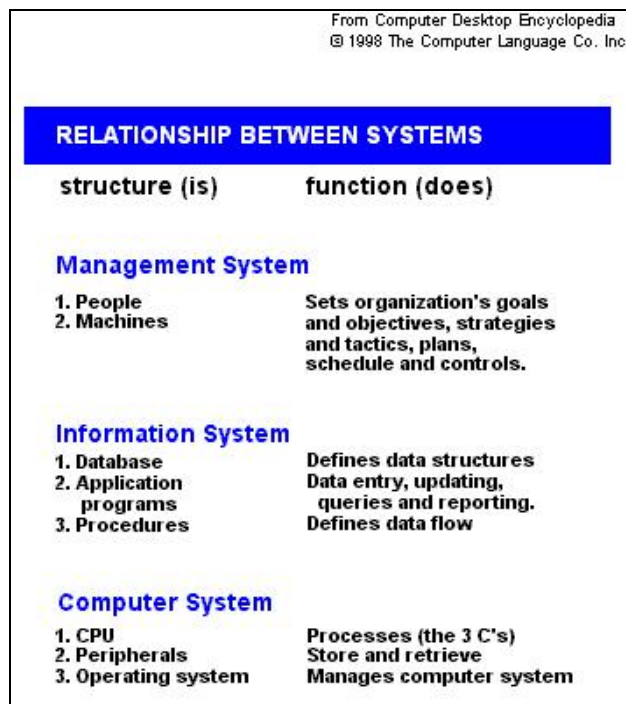 From Computer Desktop Encyclopedia
© 1998 The Computer Language Co. Inc
RELATIONSHIP BETWEEN SYSTEMS
structure (is) function (does)
Management System
1. People Sets organization's goals
2. Machines and objectives, strategies
and tactics, plans,
schedule and controls.
Information System
1. Database Defines data structures
2. Application Data entry, updating,
programs queries and reporting.
3. Procedures Defines data flow
Computer System
1. CPU Processes (the 3 C's)
2. Peripherals Store and retrieve
3. Operating system Manages computer system